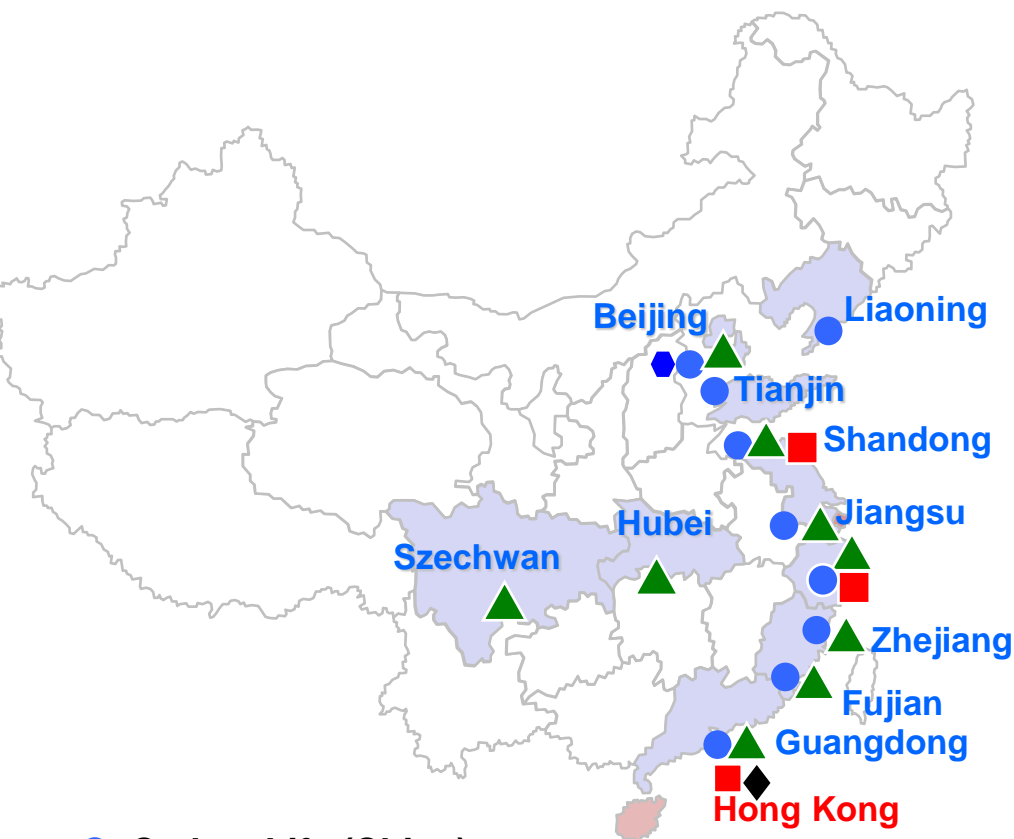 Liaoning
Beijing
Tianjin
Shandong
Jiangsu
Hubei
Szechwan
Zhejiang
Fujian
Guangdong
Hong Kong